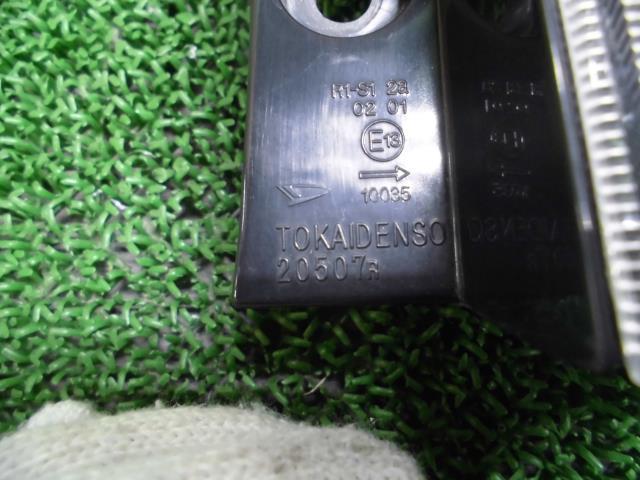 R1-S1 2a
02 01
E13
10035
TOKAIDENSO
20507R